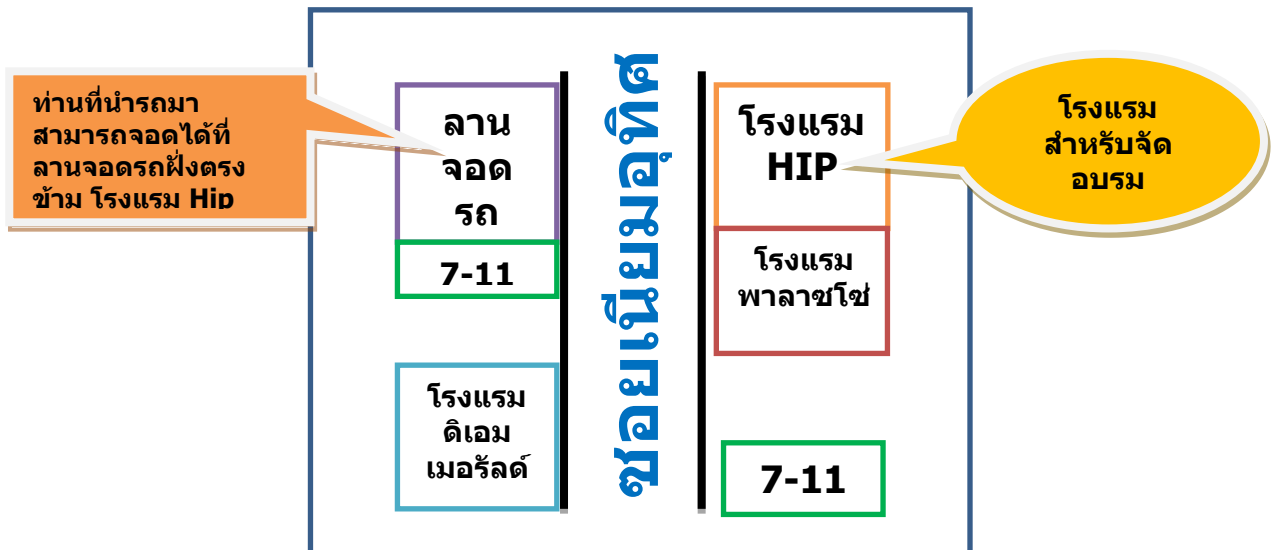 ท่านที่นำรถมา
สามารถจอดได้ที่
ลานจอดรถฝั่งตรง
ข้าม โรงแรม Hip
ลาน
จอด
รถ
7-11
โรงแรม
ดิเอม
เมอรัลด์
ซอยเนียมอุทิศ
โรงแรม
HIP
โรงแรม
พาลาซโซ่
7-11
โรงแรม
สำหรับจัด
อบรม